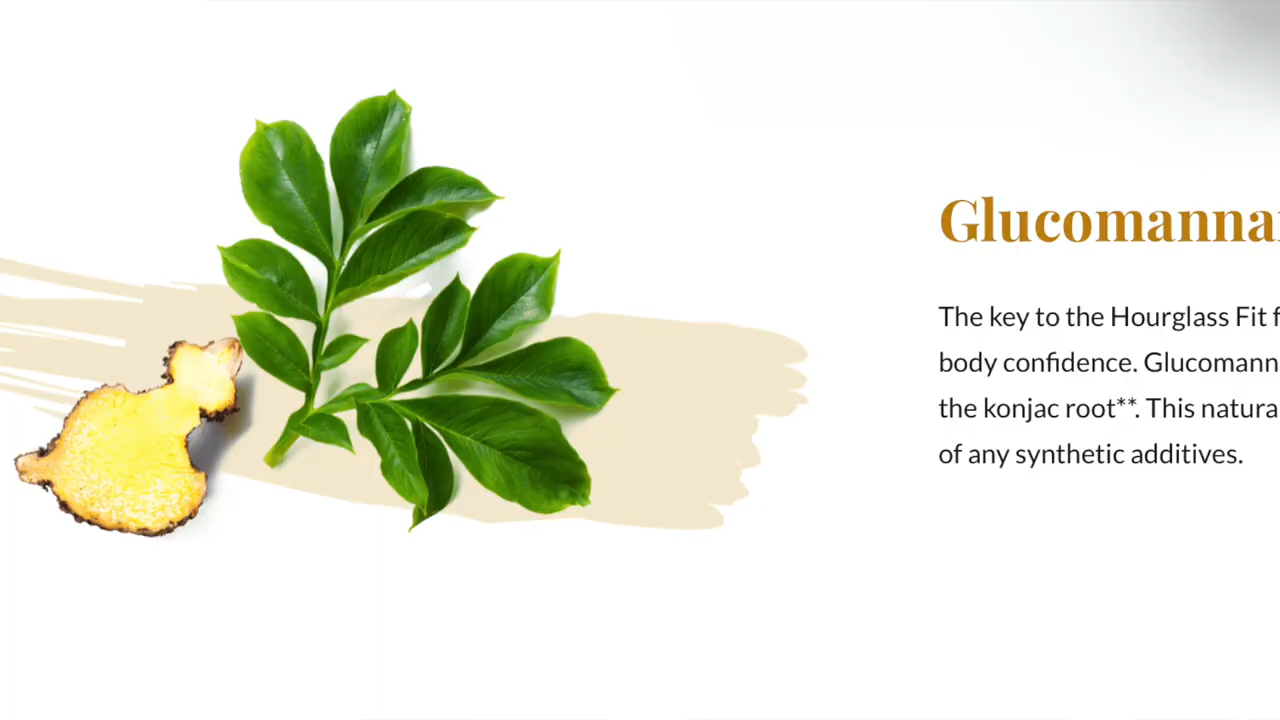 Glucomanna
The key to the Hourglass Fit f
body confidence. Glucomann
the konjac root**. This natura
of any synthetic additives.